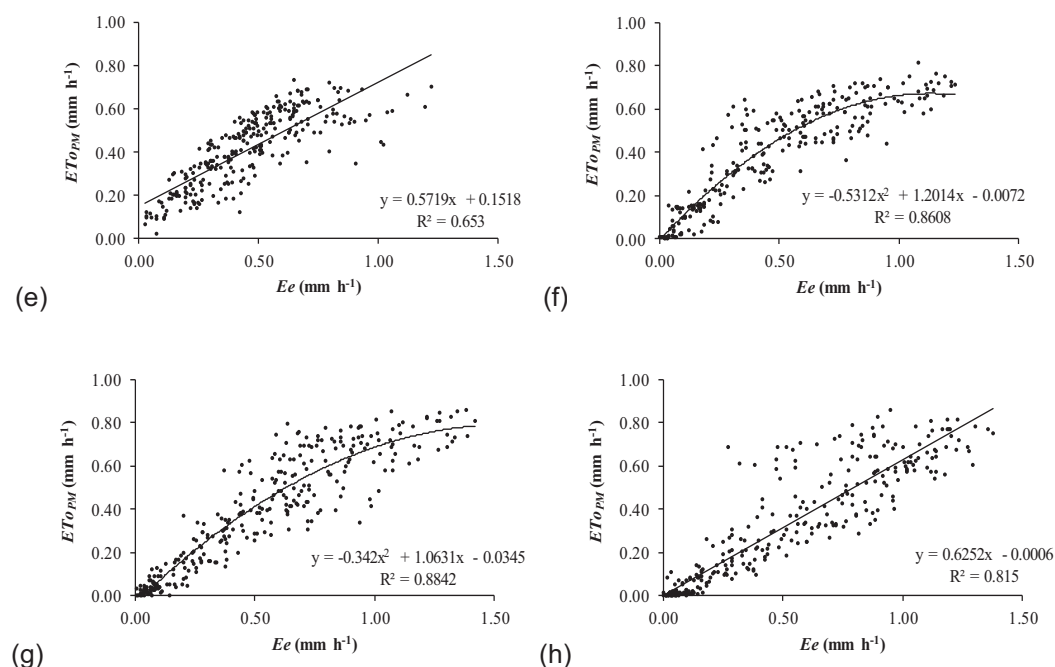 1.00
0.80
0.60
0.40
0.20
0.00
ETo_PM (mm h⁻¹)
y = 0.5719x + 0.1518
R² = 0.653
0.00 0.50 1.00 1.50
Ee (mm h⁻¹)
(e)
1.00
0.80
0.60
0.40
0.20
0.00
ETo_PM (mm h⁻¹)
y = -0.5312x² + 1.2014x - 0.0072
R² = 0.8608
0.00 0.50 1.00 1.50
Ee (mm h⁻¹)
(f)
1.00
0.80
0.60
0.40
0.20
0.00
ETo_PM (mm h⁻¹)
y = -0.342x² + 1.0631x - 0.0345
R² = 0.8842
0.00 0.50 1.00 1.50
Ee (mm h⁻¹)
(g)
1.00
0.80
0.60
0.40
0.20
0.00
ETo_PM (mm h⁻¹)
y = 0.6252x - 0.0006
R² = 0.815
0.00 0.50 1.00 1.50
Ee (mm h⁻¹)
(h)